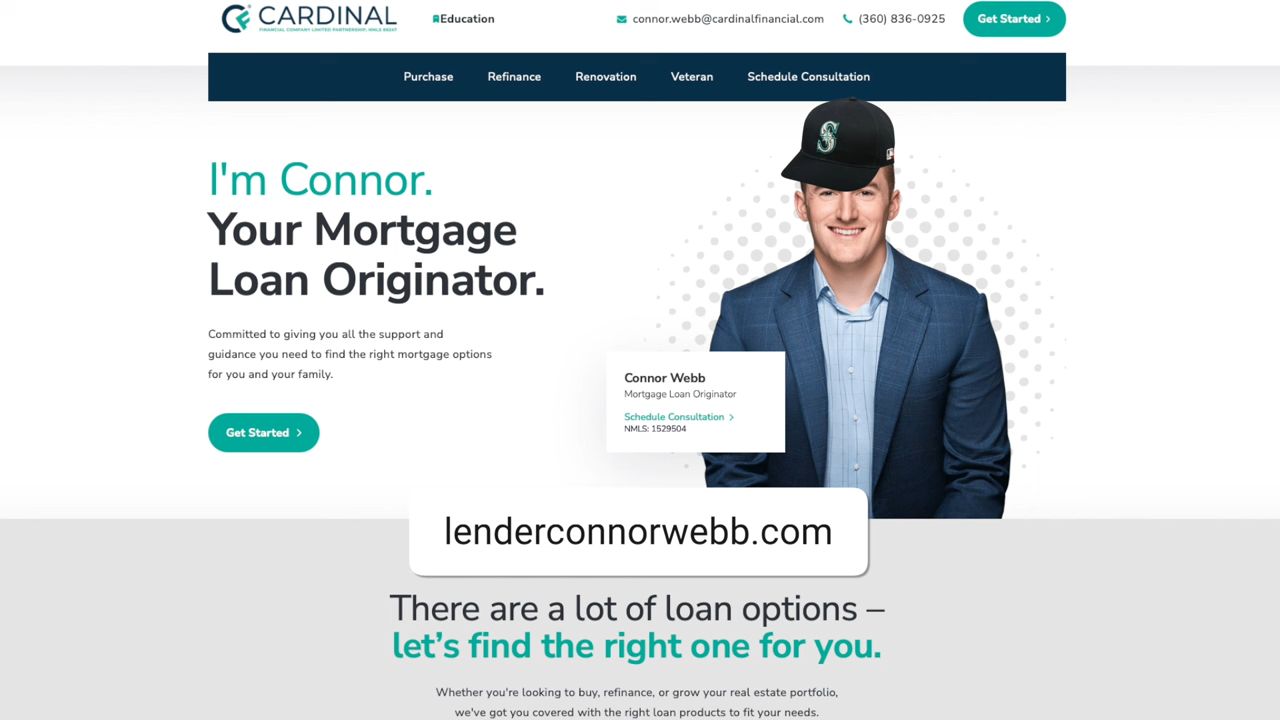 CARDINAL
FINANCIAL COMPANY LIMITED PARTNERSHIP, NMLS 66247
Education
connor.webb@cardinalfinancial.com
(360) 836-0925
Get Started
Purchase
Refinance
Renovation
Veteran
Schedule Consultation
S
I'm Connor.
Your Mortgage
Loan Originator.
Committed to giving you all the support and
guidance you need to find the right mortgage options
for you and your family.
Get Started
Connor Webb
Mortgage Loan Originator
Schedule Consultation
NMLS: 1529504
lenderconnorwebb.com
There are a lot of loan options –
let's find the right one for you.
Whether you're looking to buy, refinance, or grow your real estate portfolio,
we've got you covered with the right loan products to fit your needs.